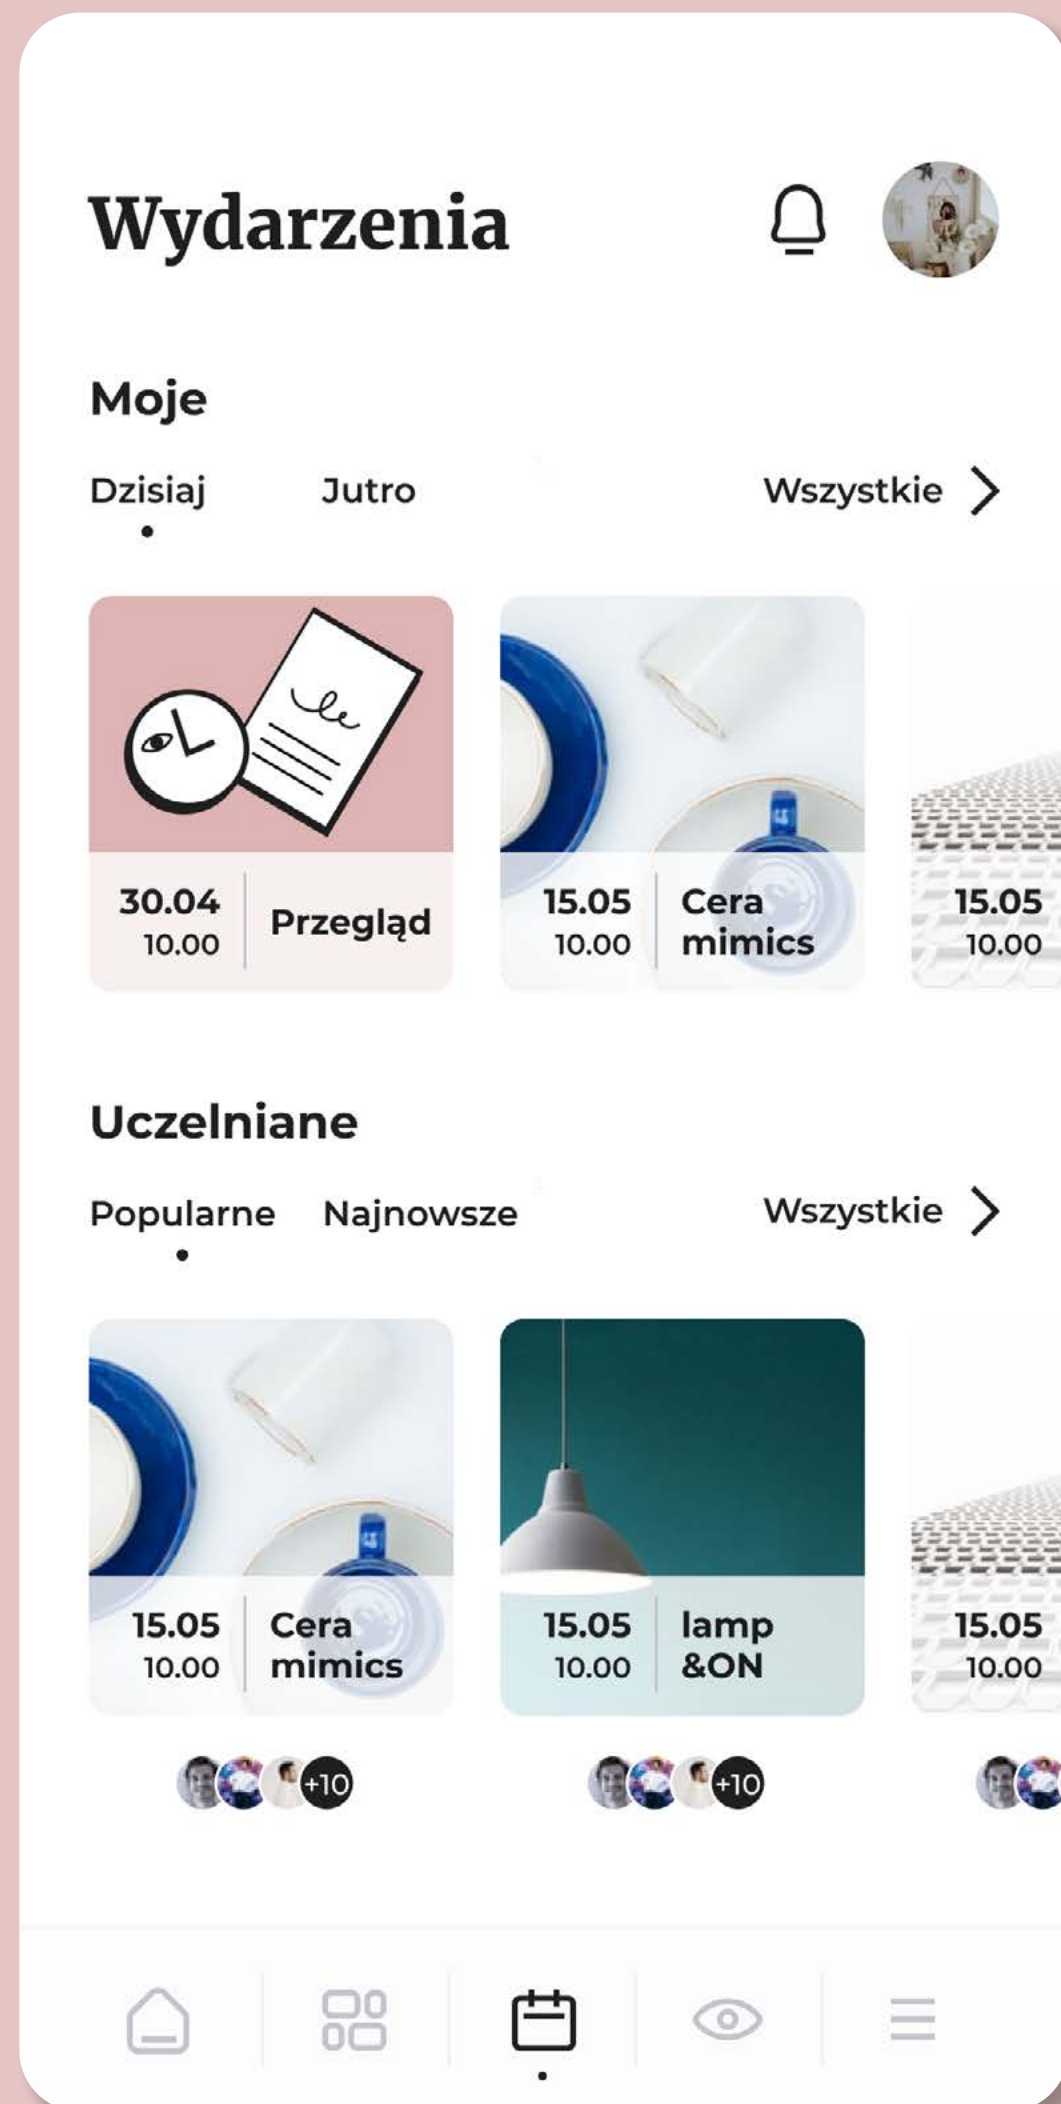 Wydarzenia
Moje
Dzisiaj Jutro Wszystkie
30.04
10.00
Przegląd
15.05
10.00
Cera
mimics
15.05
10.00
Uczelniane
Popularne Najnowsze Wszystkie
15.05
10.00
Cera
mimics
15.05
10.00
lamp
&ON
15.05
10.00
+10
+10